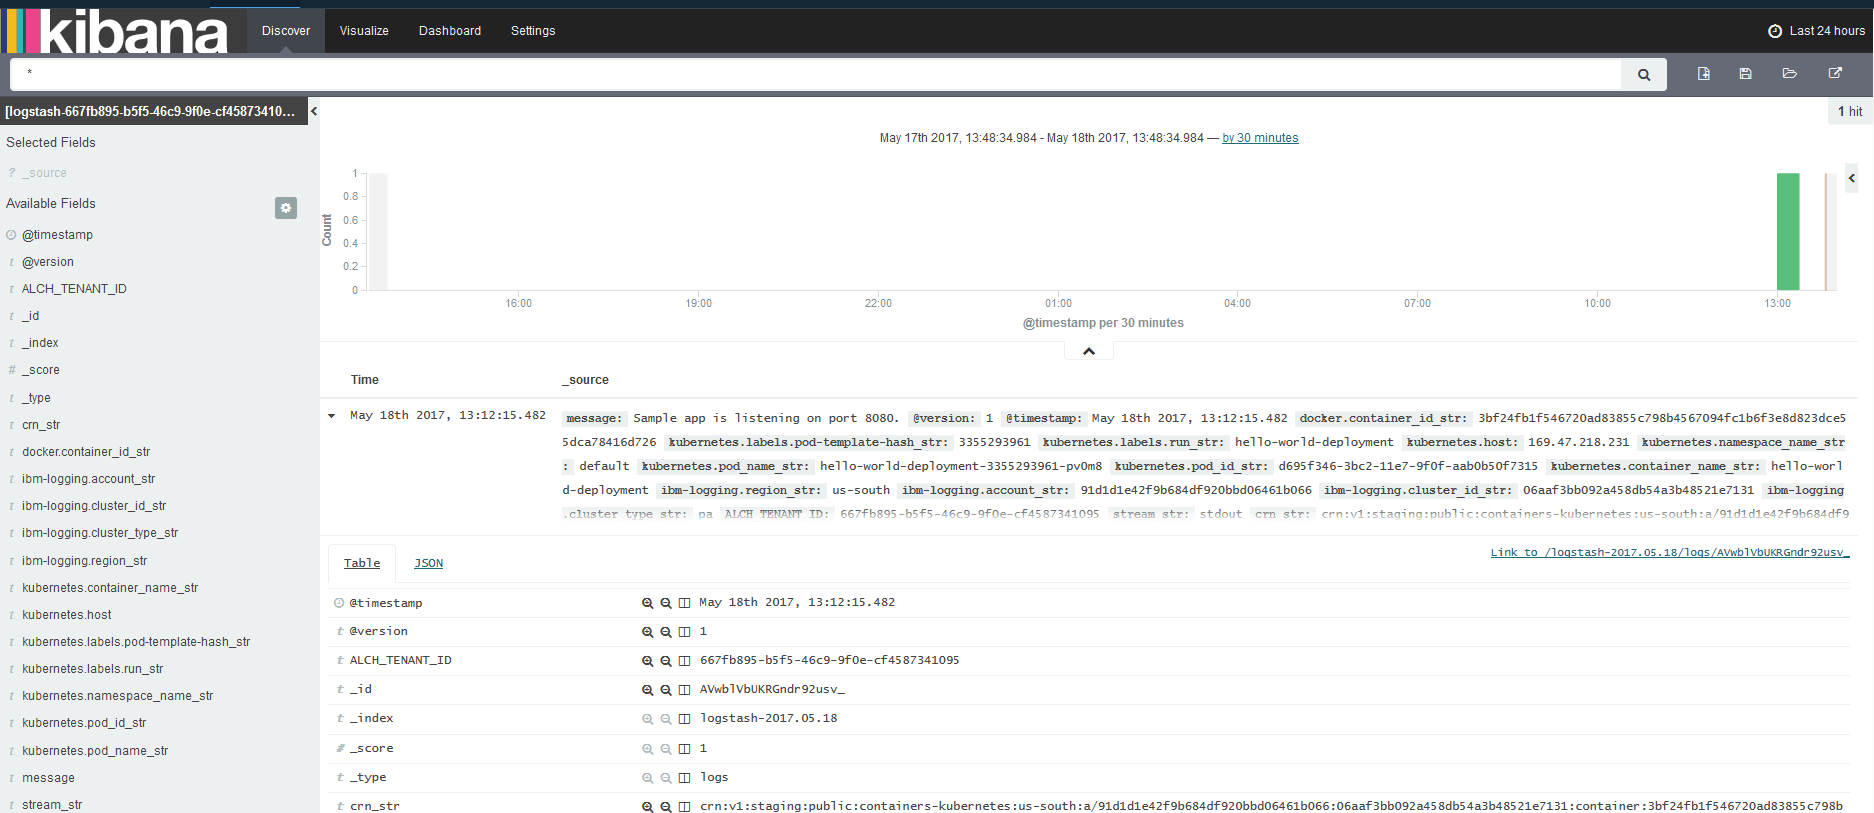 kibana
Discover Visualize Dashboard Settings Last 24 hours
*
[logstash-667fb895-b5f5-46c9-9f0e-cf45873410...
1 hit
Selected Fields
? _source
Available Fields
@timestamp
t @version
t ALCH_TENANT_ID
t _id
t _index
# _score
t _type
t crn_str
t docker.container_id_str
t ibm-logging.account_str
t ibm-logging.cluster_id_str
t ibm-logging.cluster_type_str
t ibm-logging.region_str
t kubernetes.container_name_str
t kubernetes.host
t kubernetes.labels.pod-template-hash_str
t kubernetes.labels.run_str
t kubernetes.namespace_name_str
t kubernetes.pod_id_str
t kubernetes.pod_name_str
t message
t stream_str
May 17th 2017, 13:48:34.984 - May 18th 2017, 13:48:34.984 — by 30 minutes
Count
1
0.8
0.6
0.4
0.2
0
16:00 19:00 22:00 01:00 04:00 07:00 10:00 13:00
@timestamp per 30 minutes
Time _source
May 18th 2017, 13:12:15.482
message: Sample app is listening on port 8080. @version: 1 @timestamp: May 18th 2017, 13:12:15.482 docker.container_id_str: 3bf24fb1f546720ad83855c798b4567094fc1b6f3e8d823dce5
5dca78416d726 kubernetes.labels.pod-template-hash_str: 3355293961 kubernetes.labels.run_str: hello-world-deployment kubernetes.host: 169.47.218.231 kubernetes.namespace_name_str
: default kubernetes.pod_name_str: hello-world-deployment-3355293961-pv0m8 kubernetes.pod_id_str: d695f346-3bc2-11e7-9f0f-aab0b50f7315 kubernetes.container_name_str: hello-worl
d-deployment ibm-logging.region_str: us-south ibm-logging.account_str: 91d1d1e42f9b684df920bbd06461b066 ibm-logging.cluster_id_str: 06aaf3bb092a458db54a3b48521e7131 ibm-logging
.cluster_type_str: pa ALCH_TENANT_ID: 667fb895-b5f5-46c9-9f0e-cf4587341095 stream_str: stdout crn_str: crn:v1:staging:public:containers-kubernetes:us-south:a/91d1d1e42f9b684df9
Table JSON Link to /logstash-2017.05.18/logs/AVwblVbUKRGndr92usv_
@timestamp May 18th 2017, 13:12:15.482
t @version 1
t ALCH_TENANT_ID 667fb895-b5f5-46c9-9f0e-cf4587341095
t _id AVwblVbUKRGndr92usv_
t _index logstash-2017.05.18
# _score 1
t _type logs
t crn_str crn:v1:staging:public:containers-kubernetes:us-south:a/91d1d1e42f9b684df920bbd06461b066:06aaf3bb092a458db54a3b48521e7131:container:3bf24fb1f546720ad83855c798b